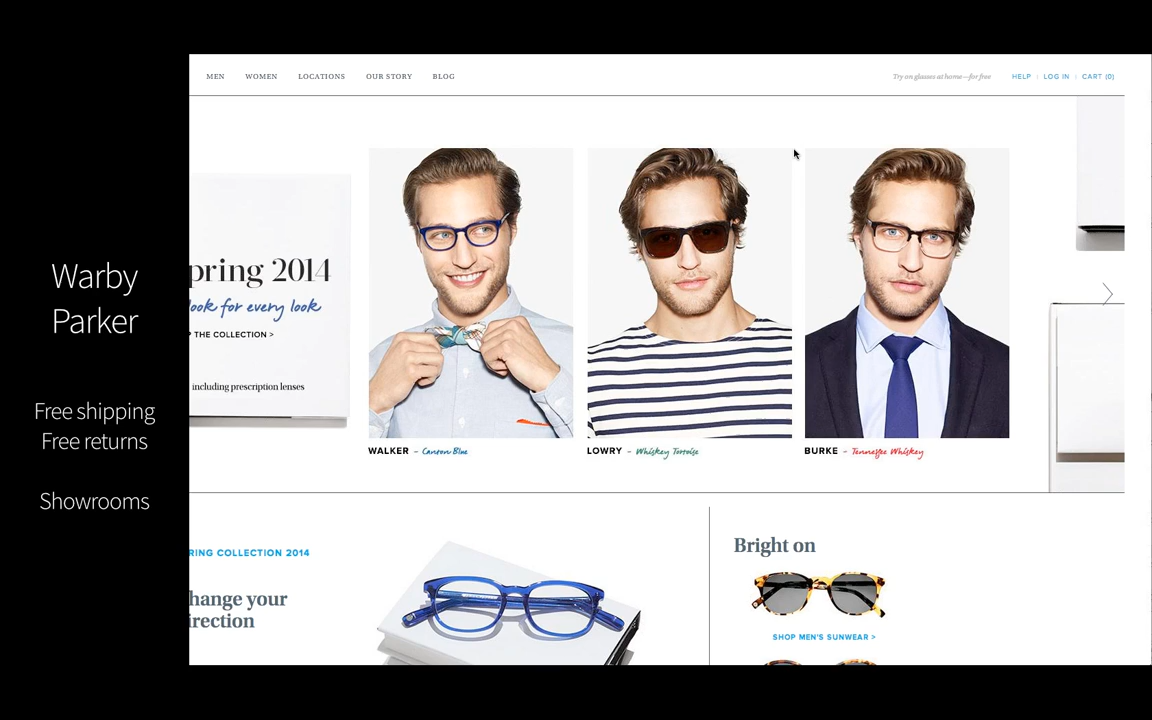 MEN WOMEN LOCATIONS OUR STORY BLOG
Try on glasses at home—for free
HELP | LOG IN | CART (0)
Warby
Parker
Free shipping
Free returns
Showrooms
pring 2014
look for every look
THE COLLECTION >
including prescription lenses
WALKER – Canton Blue
LOWRY – Whiskey Tortoise
BURKE – Tennessee Whiskey
RING COLLECTION 2014
hange your
irection
Bright on
SHOP MEN'S SUNWEAR >